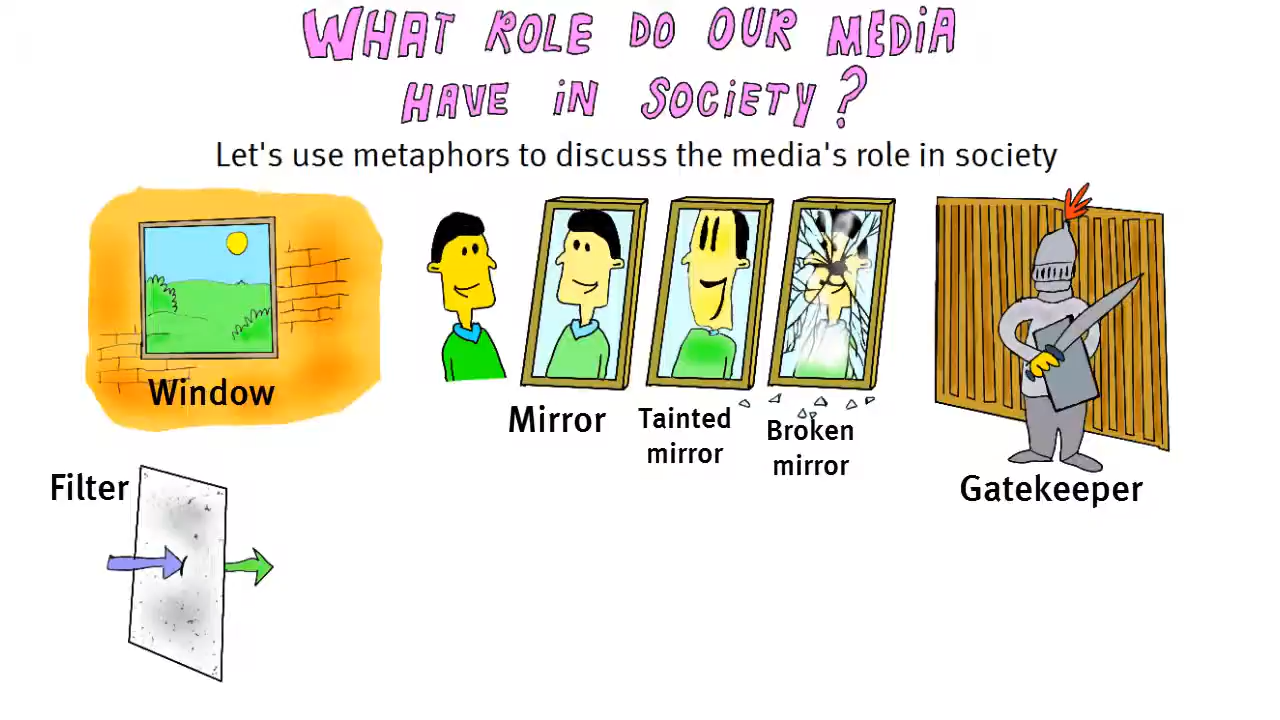 WHAT ROLE DO OUR MEDiA
HAVE iN SOCiETY?
Let's use metaphors to discuss the media's role in society
Window
Mirror
Tainted
mirror
Broken
mirror
Gatekeeper
Filter